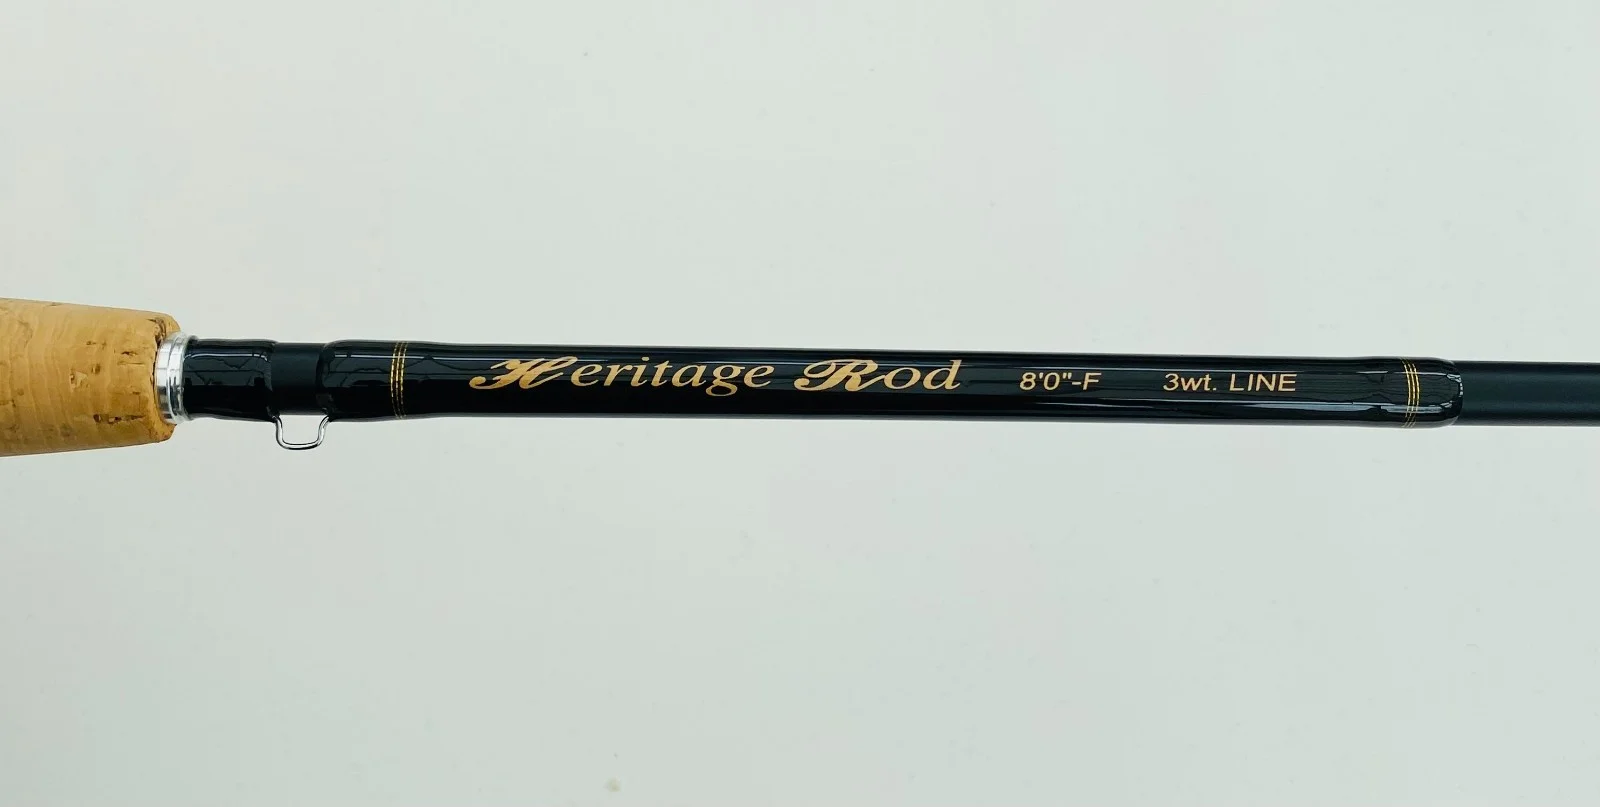 Heritage Rod 8'0"-F 3wt. LINE